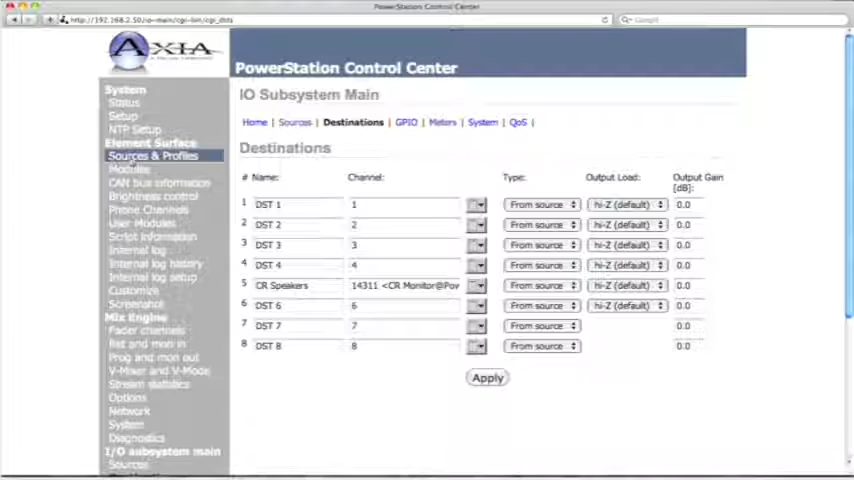 PowerStation Control Center
http://192.168.2.50/io-main/cgi-bin/cgi_dsts
Google
AXIA
PowerStation Control Center
System
Status
Setup
NTP Setup
Element Surface
Sources & Profiles
Modules
CAN bus information
Brightness control
Phone Channels
User Modules
Script information
Internal log
Internal log history
Internal log setup
Customize
Screenshot
Mix Engine
Fader channels
Ret and mon in
Prog and mon out
V-Mixer and V-Mode
Stream statistics
Options
Network
System
Diagnostics
I/O subsystem main
Sources
IO Subsystem Main
Home | Sources | Destinations | GPIO | Meters | System | QoS |
Destinations
# Name: Channel: Type: Output Load: Output Gain [dB]:
1 DST 1 1 From source hi-Z (default) 0.0
2 DST 2 2 From source hi-Z (default) 0.0
3 DST 3 3 From source hi-Z (default) 0.0
4 DST 4 4 From source hi-Z (default) 0.0
5 CR Speakers 14311 <CR Monitor@Pov From source hi-Z (default) 0.0
6 DST 6 6 From source hi-Z (default) 0.0
7 DST 7 7 From source 0.0
8 DST 8 8 From source 0.0
Apply